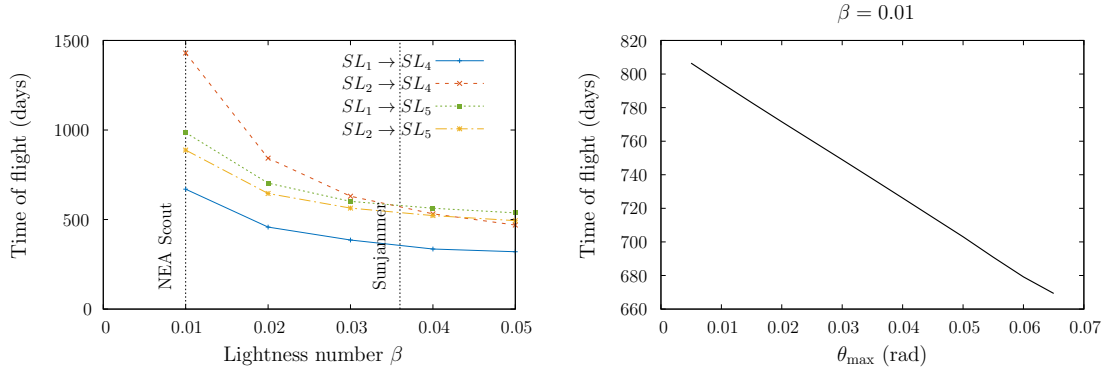 1500
1000
500
0
0
0.01
0.02
0.03
0.04
0.05
Time of flight (days)
Lightness number β
SL₁ → SL₄
SL₂ → SL₄
SL₁ → SL₅
SL₂ → SL₅
NEA Scout
Sunjammer
β = 0.01
820
800
780
760
740
720
700
680
660
0
0.01
0.02
0.03
0.04
0.05
0.06
0.07
Time of flight (days)
θmax (rad)